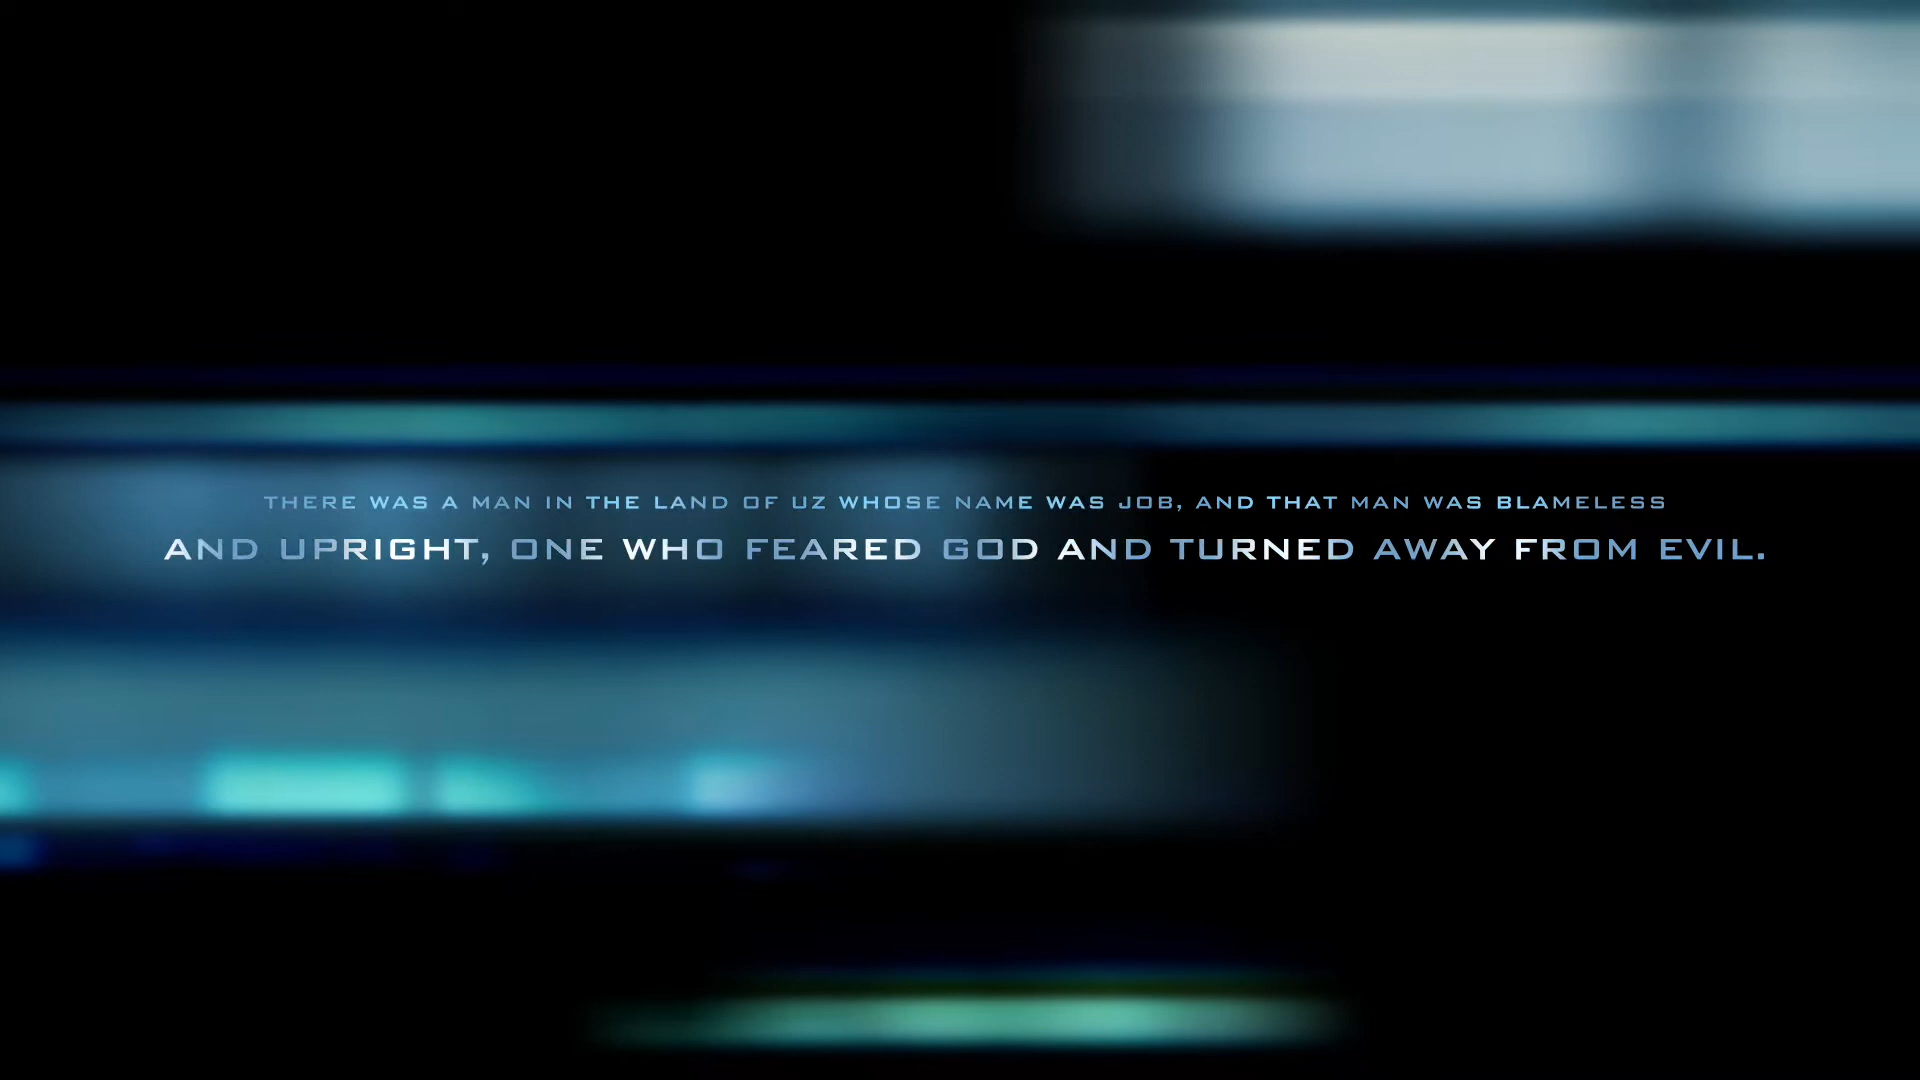 THERE WAS A MAN IN THE LAND OF UZ WHOSE NAME WAS JOB, AND THAT MAN WAS BLAMELESS
AND UPRIGHT, ONE WHO FEARED GOD AND TURNED AWAY FROM EVIL.